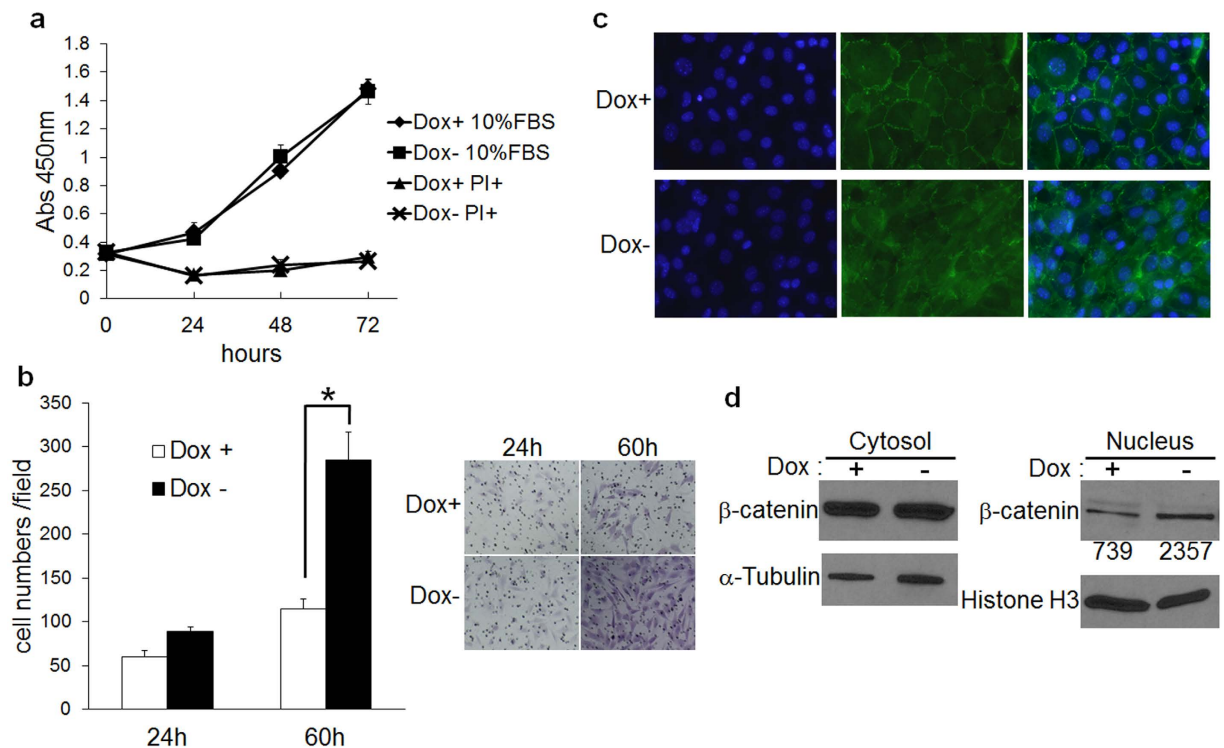 a
Abs 450nm
1.8
1.6
1.4
1.2
1
0.8
0.6
0.4
0.2
0
0 24 48 72
hours
Dox+ 10%FBS
Dox- 10%FBS
Dox+ PI+
Dox- PI+
b
cell numbers /field
350
300
250
200
150
100
50
0
24h 60h
Dox +
Dox -
*
24h 60h
Dox+
Dox-
c
Dox+
Dox-
d
Cytosol
Dox : + -
β-catenin
α-Tubulin
Nucleus
Dox : + -
β-catenin
739 2357
Histone H3